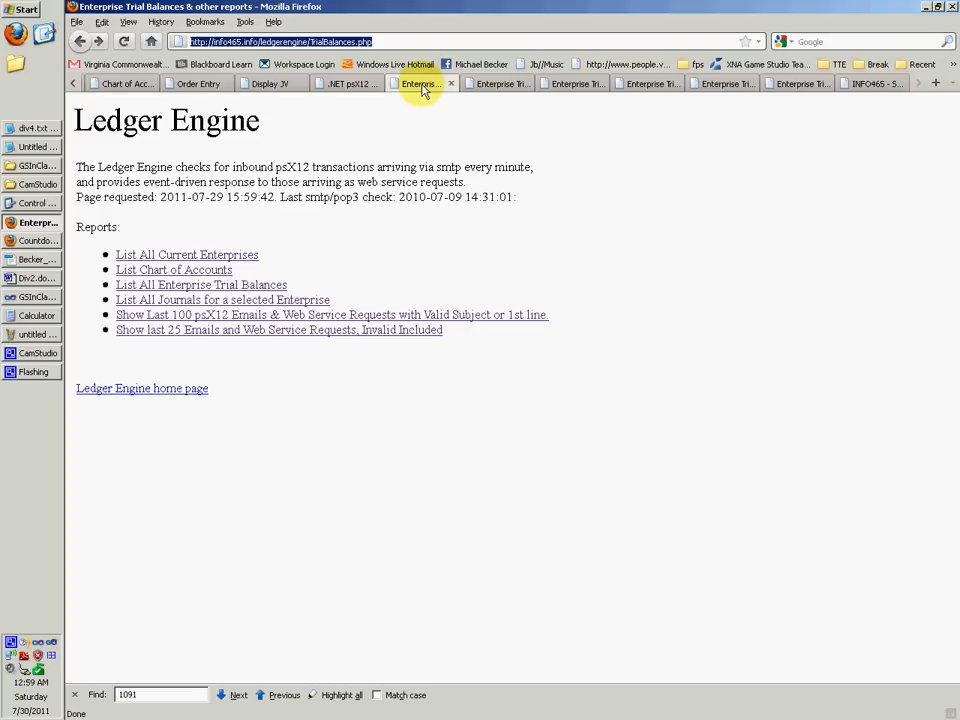 Start
Enterprise Trial Balances & other reports - Mozilla Firefox
File Edit View History Bookmarks Tools Help
http://info465.info/ledgerengine/TrialBalances.php
Google
Virginia Commonwealt... Blackboard Learn Workspace Login Windows Live Hotmail Michael Becker Jb//Music http://www.people.v... fps XNA Game Studio Tea... TTE Break Recent »
Chart of Acc... Order Entry Display JV .NET psX12 ... Enterpris... Enterprise Tri... Enterprise Tri... Enterprise Tri... Enterprise Tri... Enterprise Tri... INFO465 - S...
Ledger Engine
The Ledger Engine checks for inbound psX12 transactions arriving via smtp every minute,
and provides event-driven response to those arriving as web service requests.
Page requested: 2011-07-29 15:59:42. Last smtp/pop3 check: 2010-07-09 14:31:01:
Reports:
List All Current Enterprises
List Chart of Accounts
List All Enterprise Trial Balances
List All Journals for a selected Enterprise
Show Last 100 psX12 Emails & Web Service Requests with Valid Subject or 1st line.
Show last 25 Emails and Web Service Requests, Invalid Included
Ledger Engine home page
div4.txt ...
Untitled ...
GSInCla...
CamStudio
Control ...
Enterpr...
Countdo...
Becker_...
Div2.do...
GSInCla...
Calculator
untitled ...
CamStudio
Flashing
12:59 AM
Saturday
7/30/2011
Find: 1091 Next Previous Highlight all Match case
Done